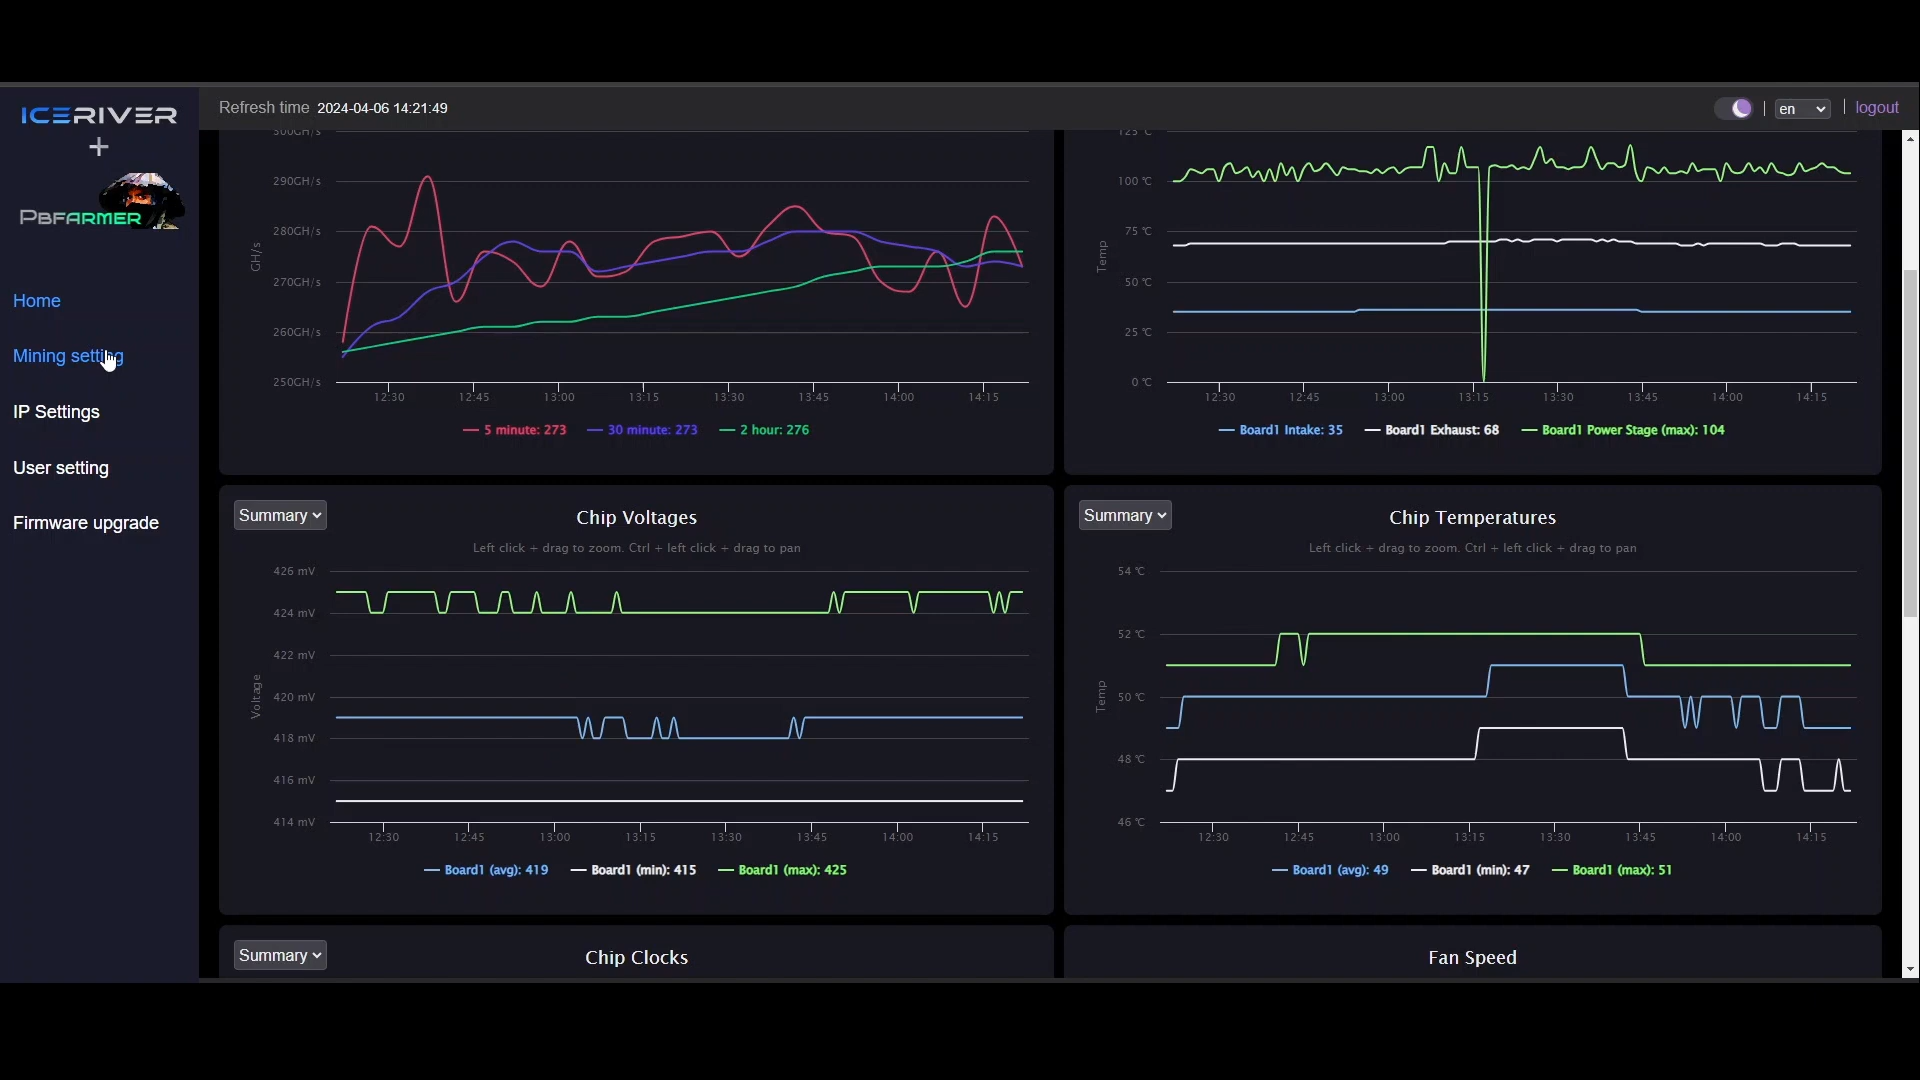 ICERIVER
+
PBFARMER
Home
Mining setting
IP Settings
User setting
Firmware upgrade
Refresh time 2024-04-06 14:21:49
en
logout
300GH/s
290GH/s
280GH/s
270GH/s
260GH/s
250GH/s
GH/s
12:30 12:45 13:00 13:15 13:30 13:45 14:00 14:15
5 minute: 273 30 minute: 273 2 hour: 276
125 ℃
100 ℃
75 ℃
50 ℃
25 ℃
0 ℃
Temp
12:30 12:45 13:00 13:15 13:30 13:45 14:00 14:15
Board1 Intake: 35 Board1 Exhaust: 68 Board1 Power Stage (max): 104
Summary
Chip Voltages
Left click + drag to zoom. Ctrl + left click + drag to pan
426 mV
424 mV
422 mV
420 mV
418 mV
416 mV
414 mV
Voltage
12:30 12:45 13:00 13:15 13:30 13:45 14:00 14:15
Board1 (avg): 419 Board1 (min): 415 Board1 (max): 425
Summary
Chip Temperatures
Left click + drag to zoom. Ctrl + left click + drag to pan
54 ℃
52 ℃
50 ℃
48 ℃
46 ℃
Temp
12:30 12:45 13:00 13:15 13:30 13:45 14:00 14:15
Board1 (avg): 49 Board1 (min): 47 Board1 (max): 51
Summary
Chip Clocks
Fan Speed